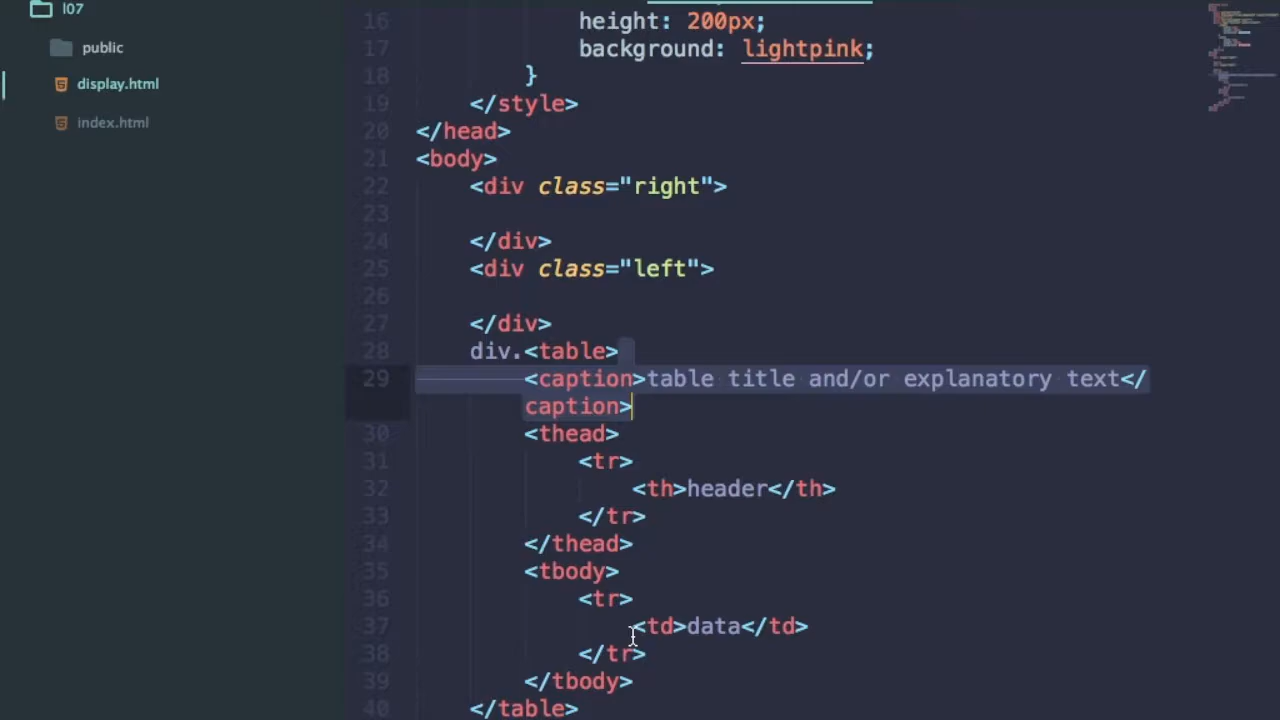 l07
public
display.html
index.html
16 height: 200px;
17 background: lightpink;
18 }
19 </style>
20 </head>
21 <body>
22 <div class="right">
23
24 </div>
25 <div class="left">
26
27 </div>
28 div.<table>
29 <caption>table title and/or explanatory text</
caption>
30 <thead>
31 <tr>
32 <th>header</th>
33 </tr>
34 </thead>
35 <tbody>
36 <tr>
37 <td>data</td>
38 </tr>
39 </tbody>
40 </table>